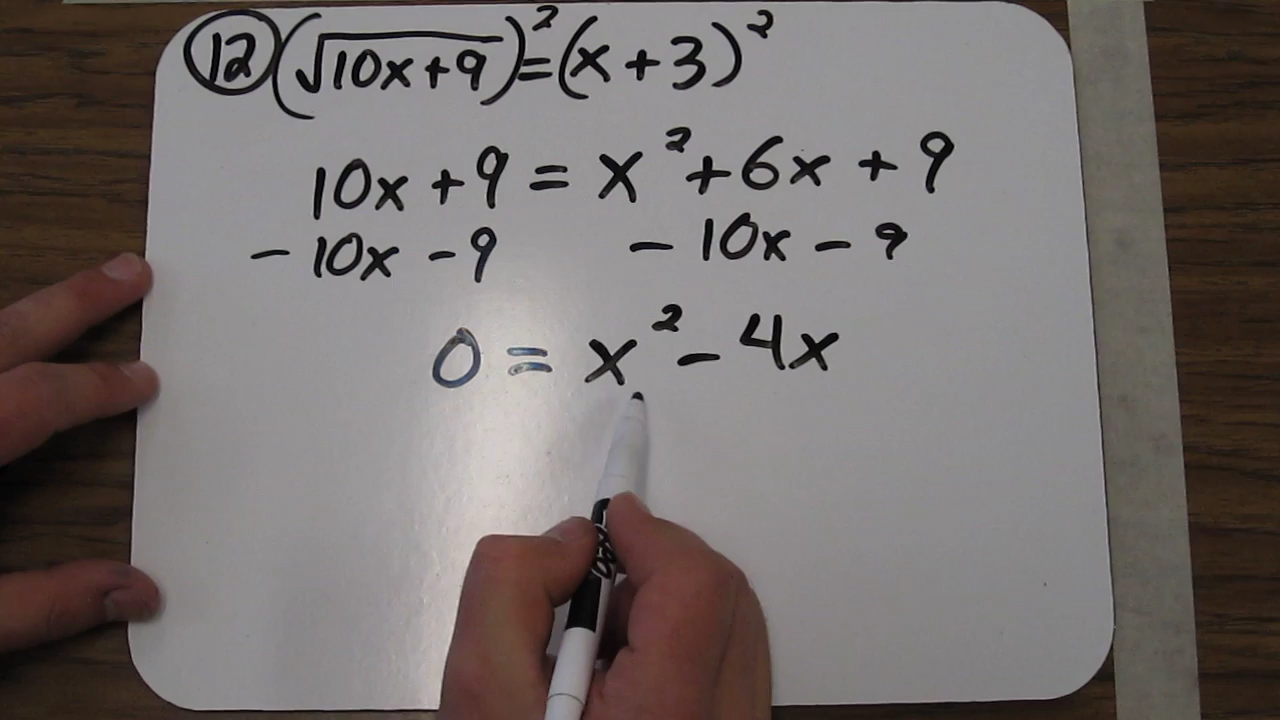 12 (√10x+9)²=(x+3)²
10x+9=x²+6x+9
-10x-9 -10x-9
0=x²-4x